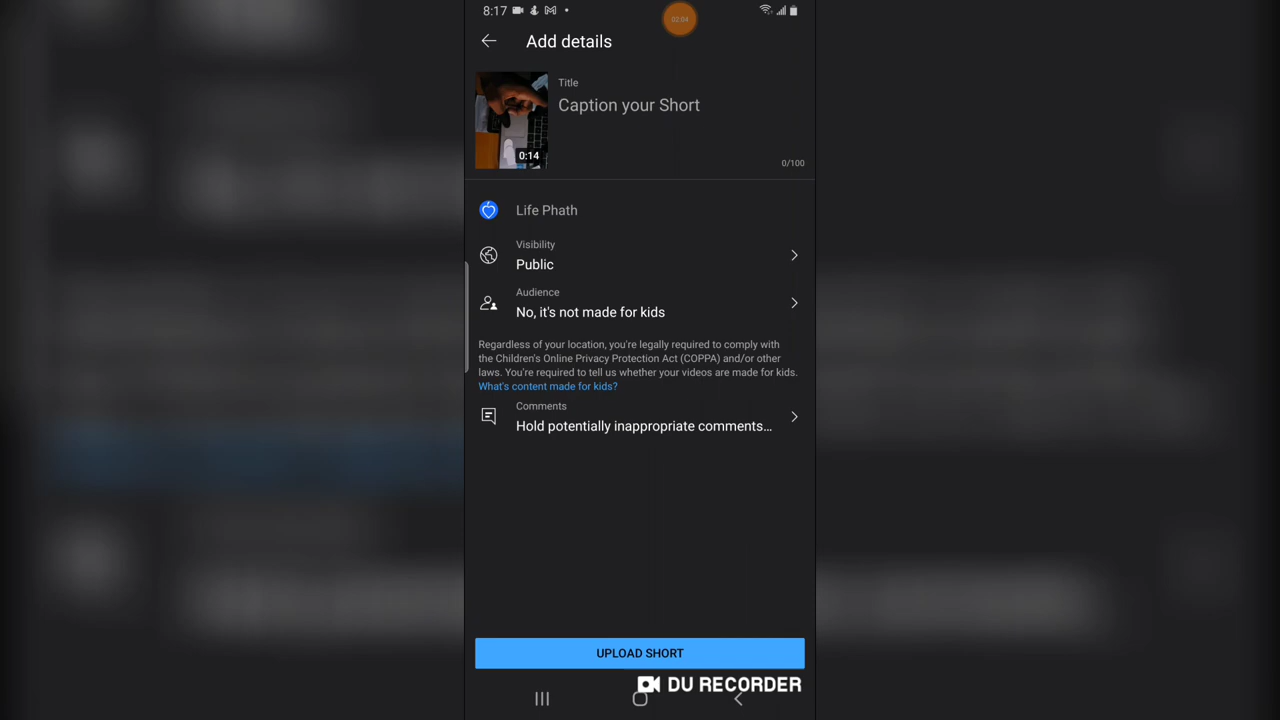 8:17
02:04
Add details
Title
Caption your Short
0:14
0/100
Life Phath
Visibility
Public
Audience
No, it's not made for kids
Regardless of your location, you're legally required to comply with
the Children's Online Privacy Protection Act (COPPA) and/or other
laws. You're required to tell us whether your videos are made for kids.
What's content made for kids?
Comments
Hold potentially inappropriate comments...
UPLOAD SHORT
DU RECORDER